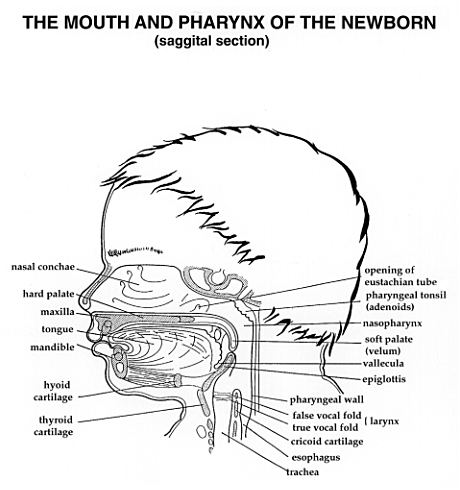 THE MOUTH AND PHARYNX OF THE NEWBORN
(saggital section)
nasal conchae
hard palate
maxilla
tongue
mandible
hyoid
cartilage
thyroid
cartilage
opening of
eustachian tube
pharyngeal tonsil
(adenoids)
nasopharynx
soft palate
(velum)
vallecula
epiglottis
pharyngeal wall
false vocal fold
true vocal fold
( larynx
cricoid cartilage
esophagus
trachea